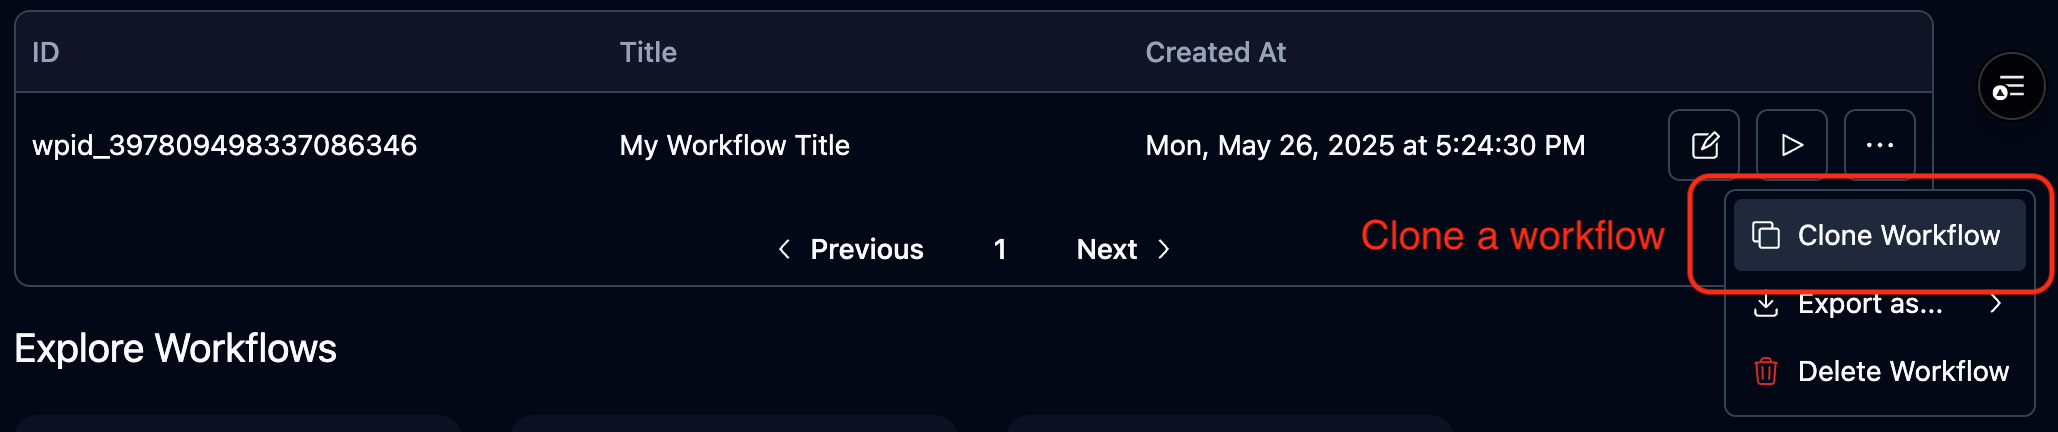 ID Title Created At
wpid_397809498337086346 My Workflow Title Mon, May 26, 2025 at 5:24:30 PM
Clone a workflow Clone Workflow
Previous 1 Next
Export as...
Explore Workflows
Delete Workflow